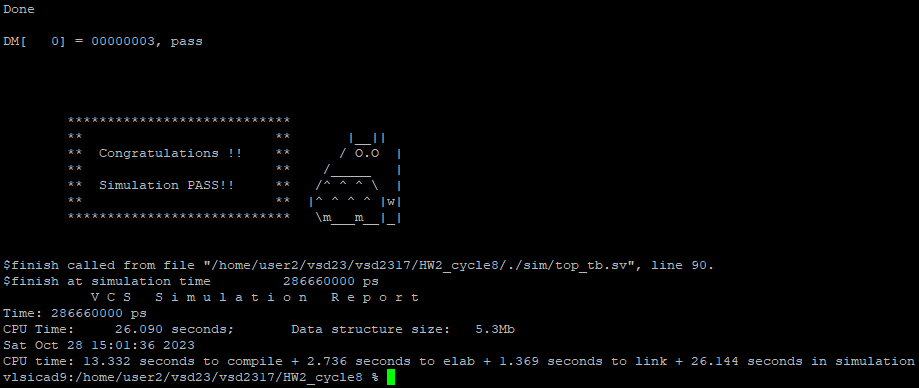 Done
DM[   0] = 00000003, pass
        ****************************
        **                        **       |__||
        **  Congratulations !!    **      / O.O  |
        **                        **    /_____   |
        **  Simulation PASS!!     **   /^ ^ ^ \  |
        **                        **  |^ ^ ^ ^ |w|
        ****************************   \m___m__|_|
$finish called from file "/home/user2/vsd23/vsd2317/HW2_cycle8/./sim/top_tb.sv", line 90.
$finish at simulation time         286660000 ps
           V C S   S i m u l a t i o n   R e p o r t
Time: 286660000 ps
CPU Time:     26.090 seconds;       Data structure size:   5.3Mb
Sat Oct 28 15:01:36 2023
CPU time: 13.332 seconds to compile + 2.736 seconds to elab + 1.369 seconds to link + 26.144 seconds in simulation
vlsicad9:/home/user2/vsd23/vsd2317/HW2_cycle8 %